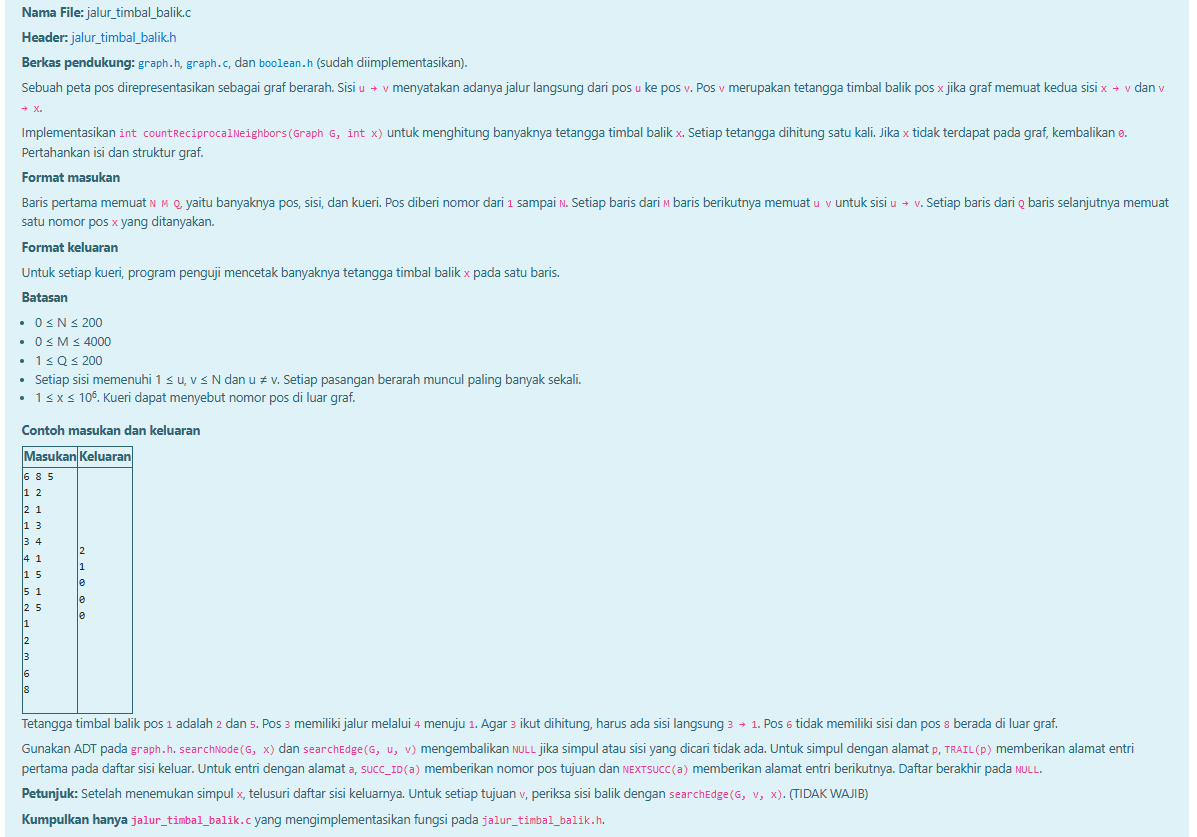 Nama File: jalur_timbal_balik.c
Header: jalur_timbal_balik.h
Berkas pendukung: graph.h, graph.c, dan boolean.h (sudah diimplementasikan).
Sebuah peta pos direpresentasikan sebagai graf berarah. Sisi u → v menyatakan adanya jalur langsung dari pos u ke pos v. Pos v merupakan tetangga timbal balik pos x jika graf memuat kedua sisi x → v dan v
→ x.
Implementasikan int countReciprocalNeighbors(Graph G, int x) untuk menghitung banyaknya tetangga timbal balik x. Setiap tetangga dihitung satu kali. Jika x tidak terdapat pada graf, kembalikan 0.
Pertahankan isi dan struktur graf.
Format masukan
Baris pertama memuat N M Q, yaitu banyaknya pos, sisi, dan kueri. Pos diberi nomor dari 1 sampai N. Setiap baris dari M baris berikutnya memuat u v untuk sisi u → v. Setiap baris dari Q baris selanjutnya memuat
satu nomor pos x yang ditanyakan.
Format keluaran
Untuk setiap kueri, program penguji mencetak banyaknya tetangga timbal balik x pada satu baris.
Batasan
• 0 ≤ N ≤ 200
• 0 ≤ M ≤ 4000
• 1 ≤ Q ≤ 200
• Setiap sisi memenuhi 1 ≤ u, v ≤ N dan u ≠ v. Setiap pasangan berarah muncul paling banyak sekali.
• 1 ≤ x ≤ 10⁶. Kueri dapat menyebut nomor pos di luar graf.
Contoh masukan dan keluaran
Masukan Keluaran
6 8 5
1 2
2 1
1 3
3 4
4 1
1 5
5 1
2 5
1
2
3
6
8
2
1
0
0
0
Tetangga timbal balik pos 1 adalah 2 dan 5. Pos 3 memiliki jalur melalui 4 menuju 1. Agar 3 ikut dihitung, harus ada sisi langsung 3 → 1. Pos 6 tidak memiliki sisi dan pos 8 berada di luar graf.
Gunakan ADT pada graph.h. searchNode(G, x) dan searchEdge(G, u, v) mengembalikan NULL jika simpul atau sisi yang dicari tidak ada. Untuk simpul dengan alamat p, TRAIL(p) memberikan alamat entri
pertama pada daftar sisi keluar. Untuk entri dengan alamat a, SUCC_ID(a) memberikan nomor pos tujuan dan NEXTSUCC(a) memberikan alamat entri berikutnya. Daftar berakhir pada NULL.
Petunjuk: Setelah menemukan simpul x, telusuri daftar sisi keluarnya. Untuk setiap tujuan v, periksa sisi balik dengan searchEdge(G, v, x). (TIDAK WAJIB)
Kumpulkan hanya jalur_timbal_balik.c yang mengimplementasikan fungsi pada jalur_timbal_balik.h.